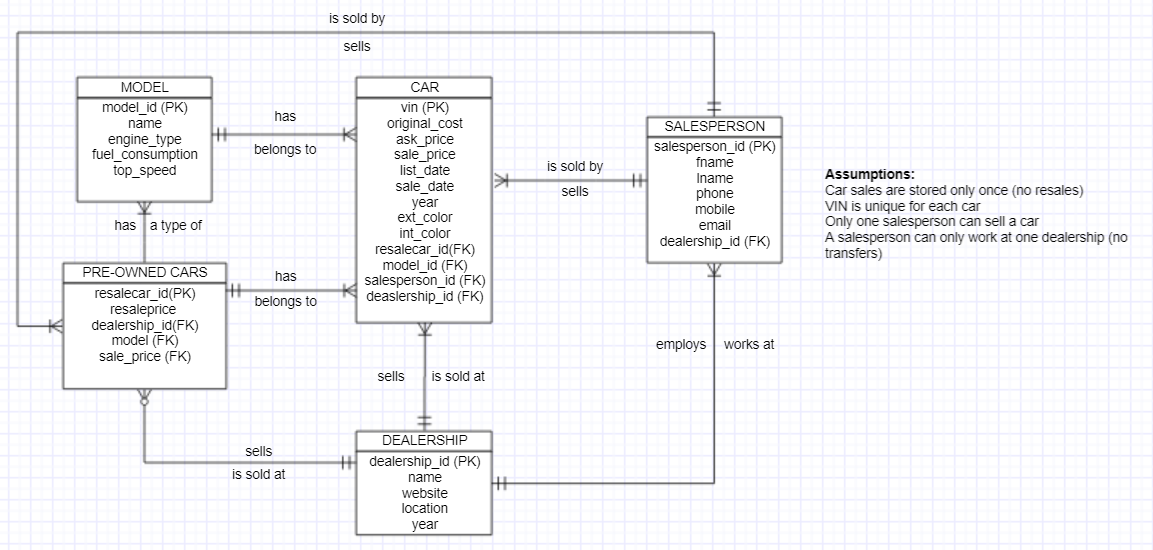 is sold by
sells
MODEL
model_id (PK)
name
engine_type
fuel_consumption
top_speed
has
belongs to
CAR
vin (PK)
original_cost
ask_price
sale_price
list_date
sale_date
year
ext_color
int_color
resalecar_id(FK)
model_id (FK)
salesperson_id (FK)
deaslership_id (FK)
is sold by
sells
SALESPERSON
salesperson_id (PK)
fname
lname
phone
mobile
email
dealership_id (FK)
Assumptions:
Car sales are stored only once (no resales)
VIN is unique for each car
Only one salesperson can sell a car
A salesperson can only work at one dealership (no
transfers)
has a type of
PRE-OWNED CARS
resalecar_id(PK)
resaleprice
dealership_id(FK)
model (FK)
sale_price (FK)
has
belongs to
employs works at
sells is sold at
sells
is sold at
DEALERSHIP
dealership_id (PK)
name
website
location
year